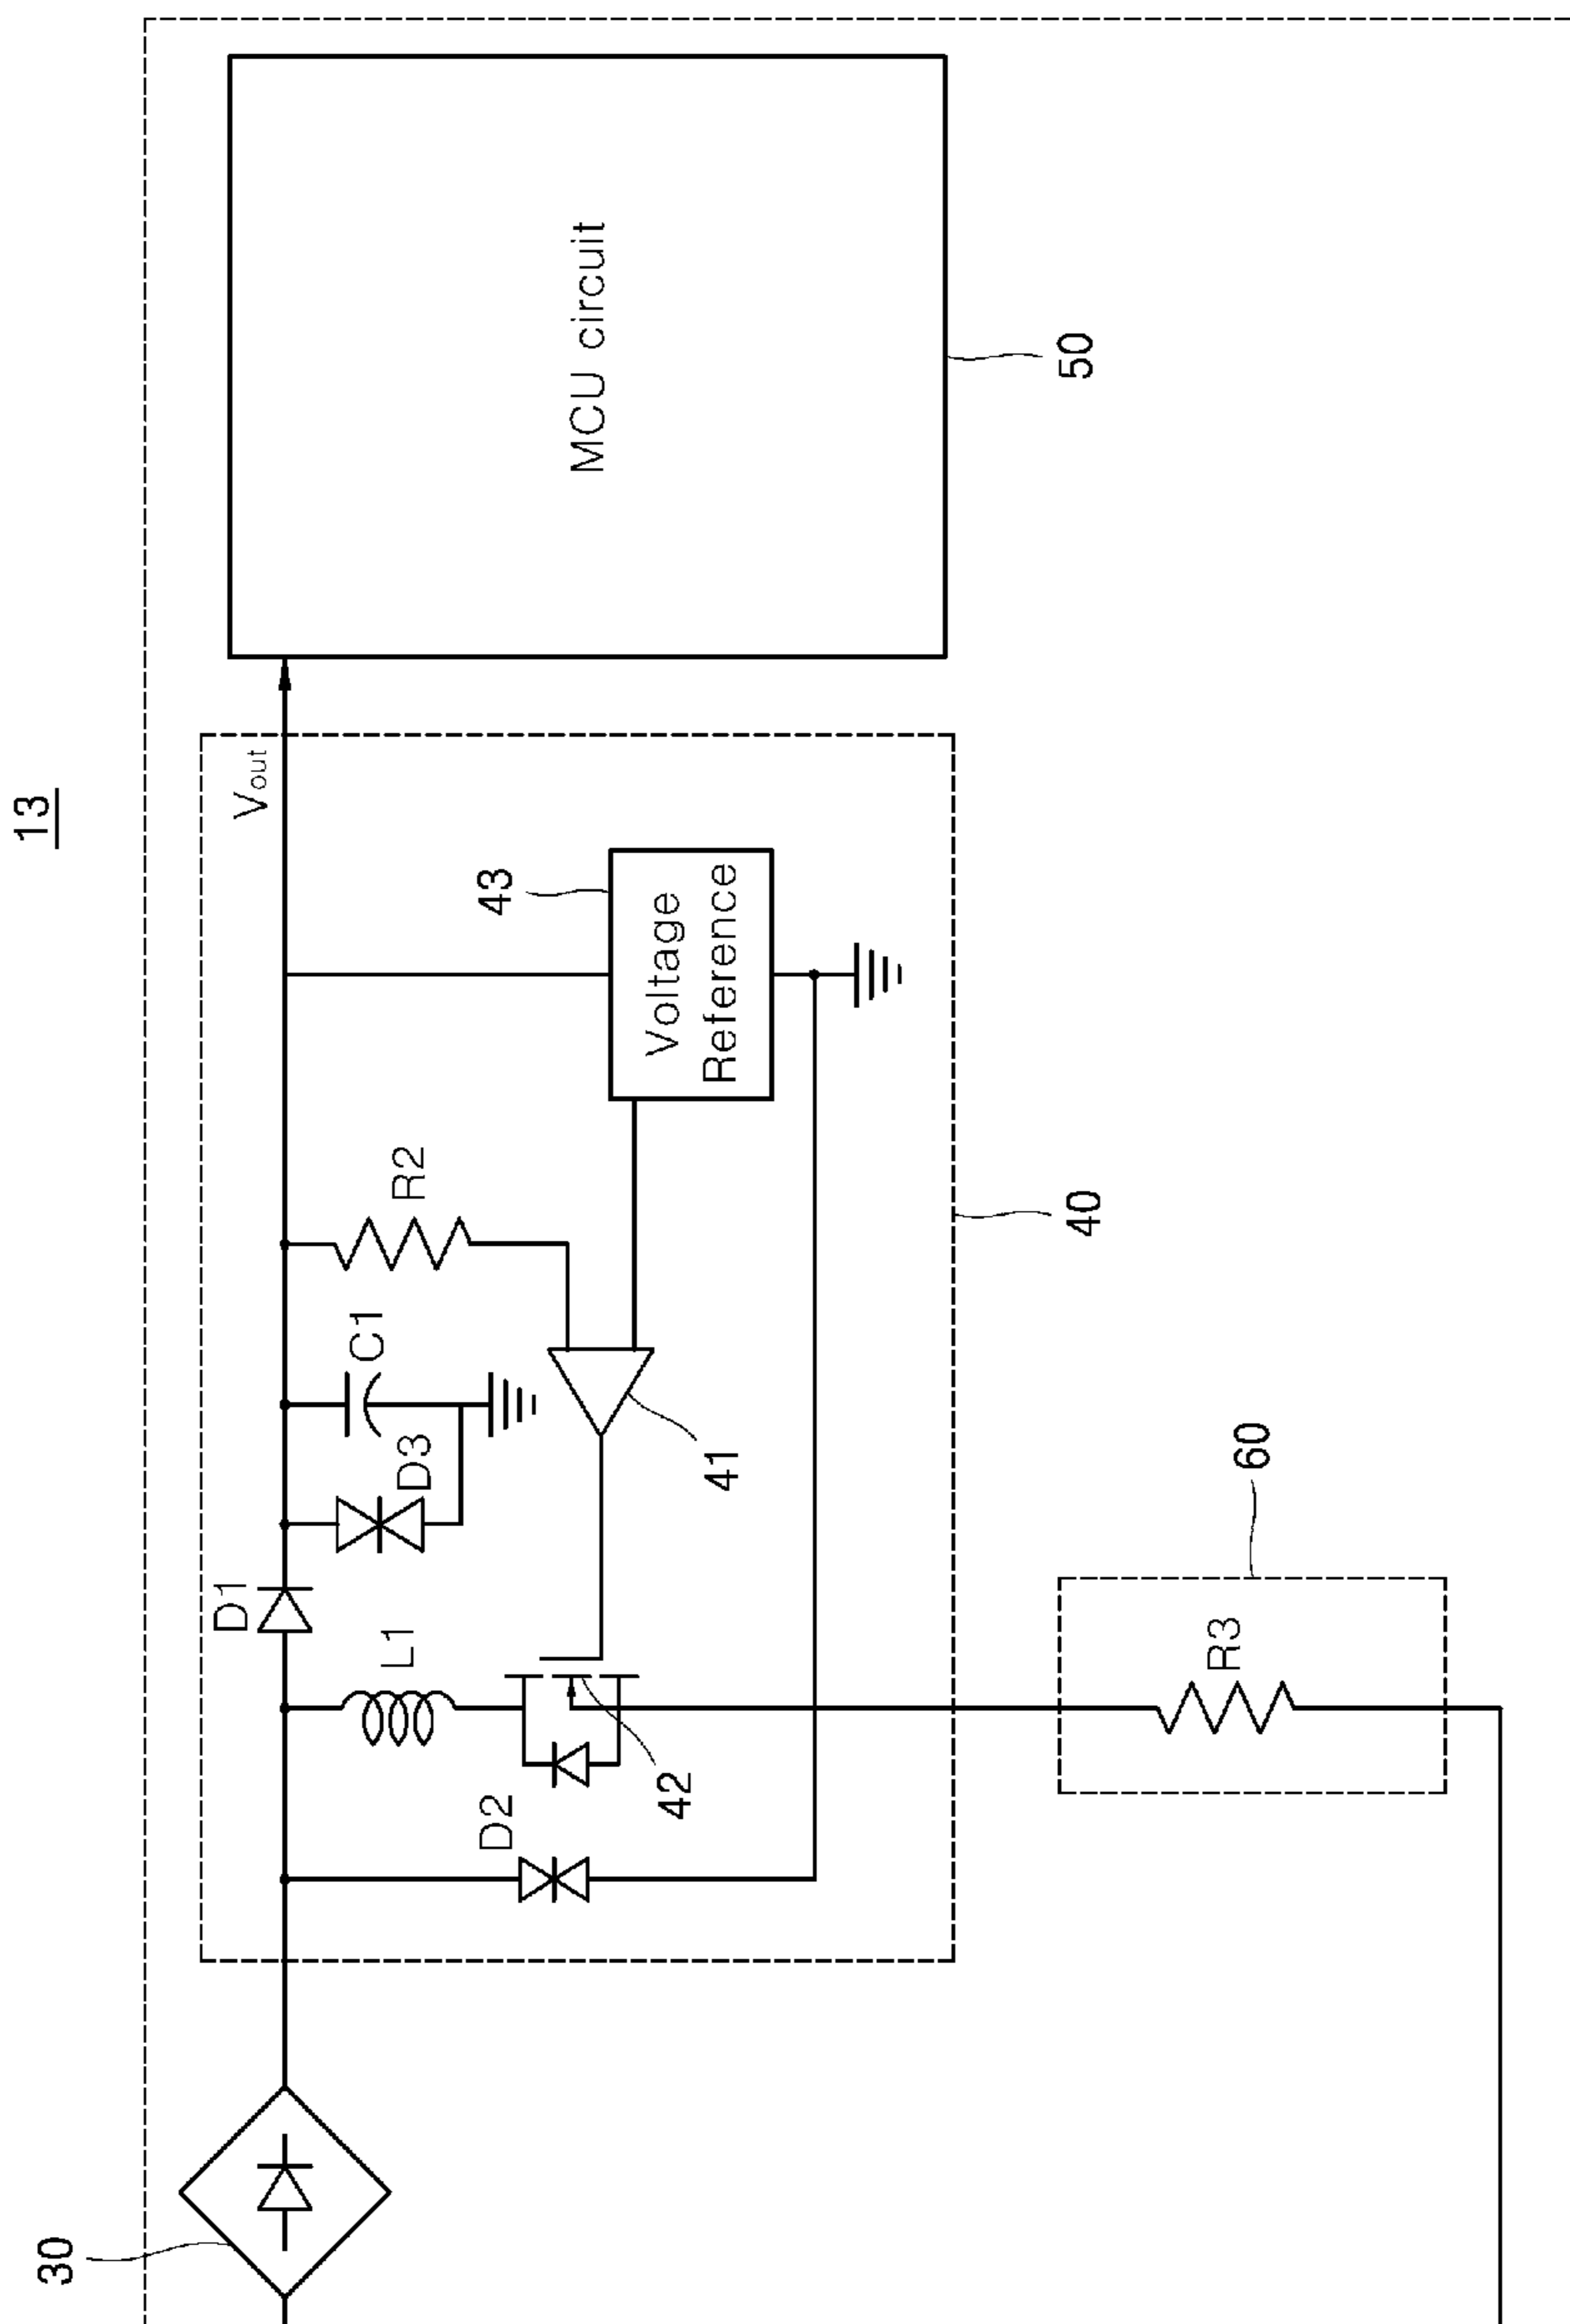 13
30
D1
Vout
D2
L1
D3
C1
R2
43
Voltage
Reference
42
41
40
MCU circuit
50
R3
60